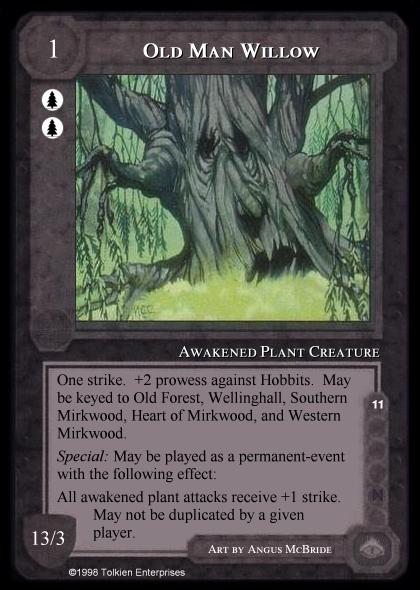 1
Old Man Willow
Awakened Plant Creature
One strike. +2 prowess against Hobbits. May
be keyed to Old Forest, Wellinghall, Southern
Mirkwood, Heart of Mirkwood, and Western
Mirkwood.
11
Special: May be played as a permanent-event
with the following effect:
All awakened plant attacks receive +1 strike.
May not be duplicated by a given
player.
13/3
Art by Angus McBride
©1998 Tolkien Enterprises